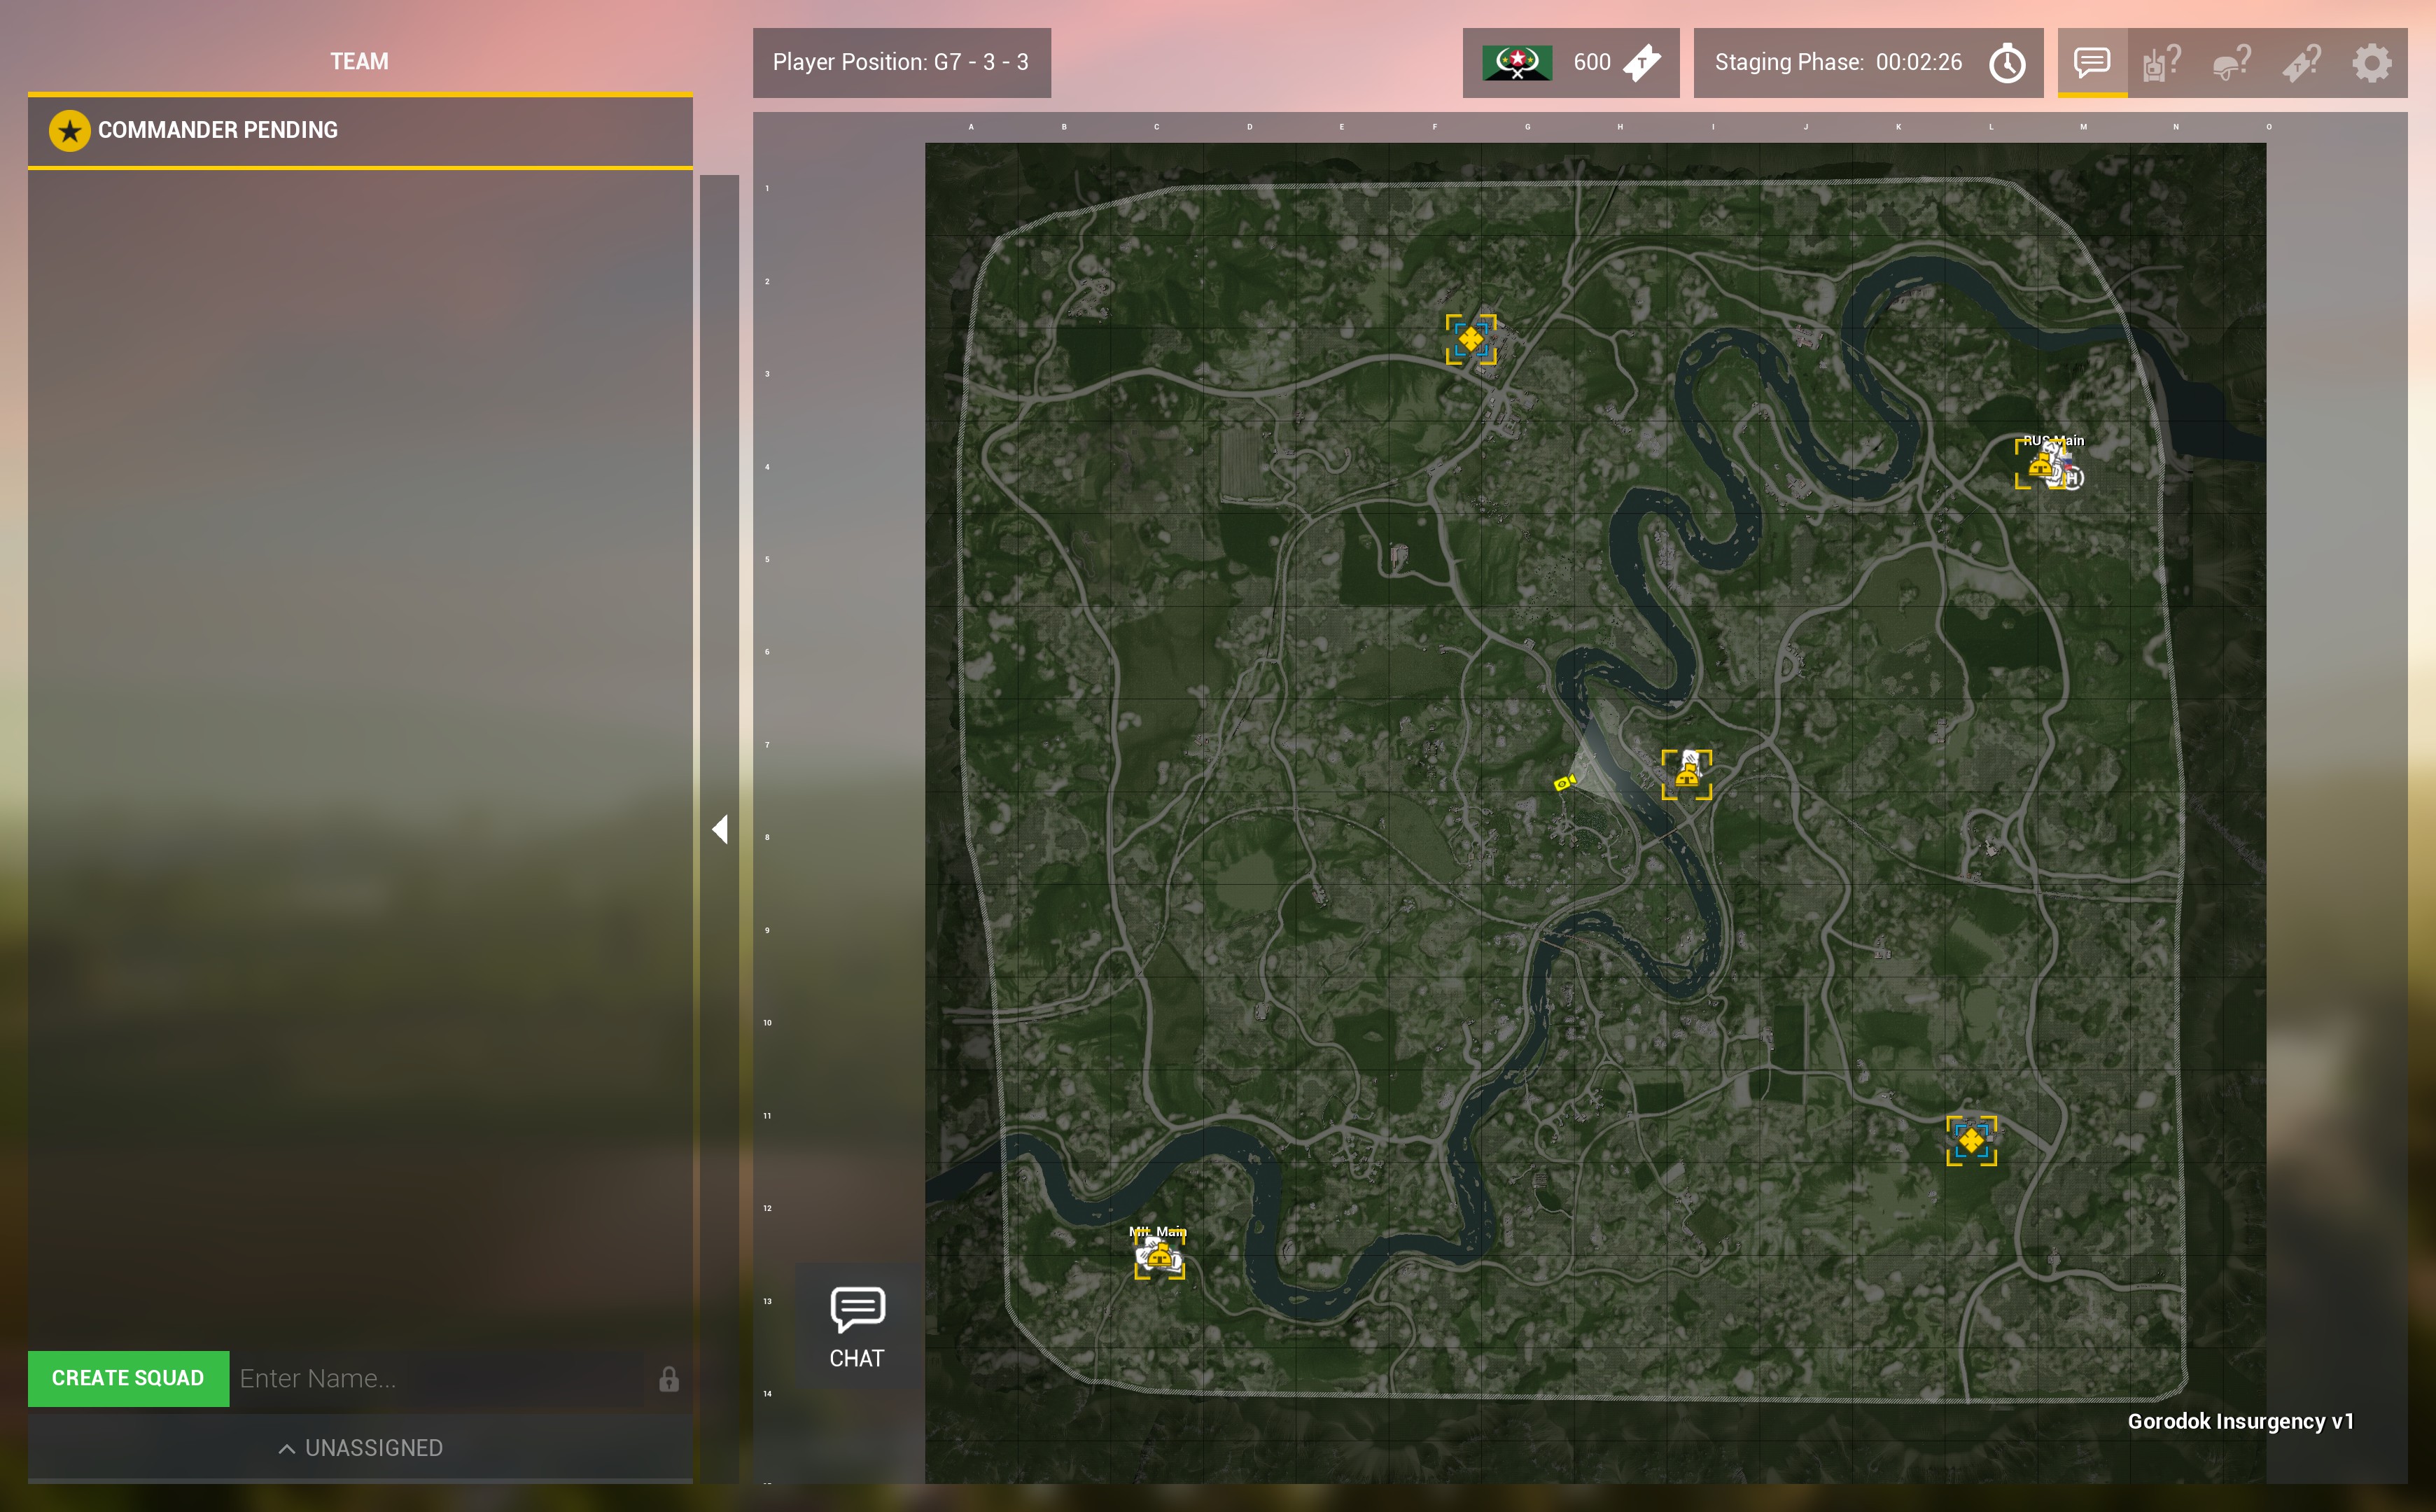 TEAM
Player Position: G7 - 3 - 3
600
T
Staging Phase: 00:02:26
?
?
T ?
COMMANDER PENDING
A B C D E F G H I J K L M N O
1
2
3
RUS Main
4
H
5
6
7
8
9
10
11
12
MIL Main
13
CHAT
CREATE SQUAD
Enter Name...
14
Gorodok Insurgency v1
UNASSIGNED